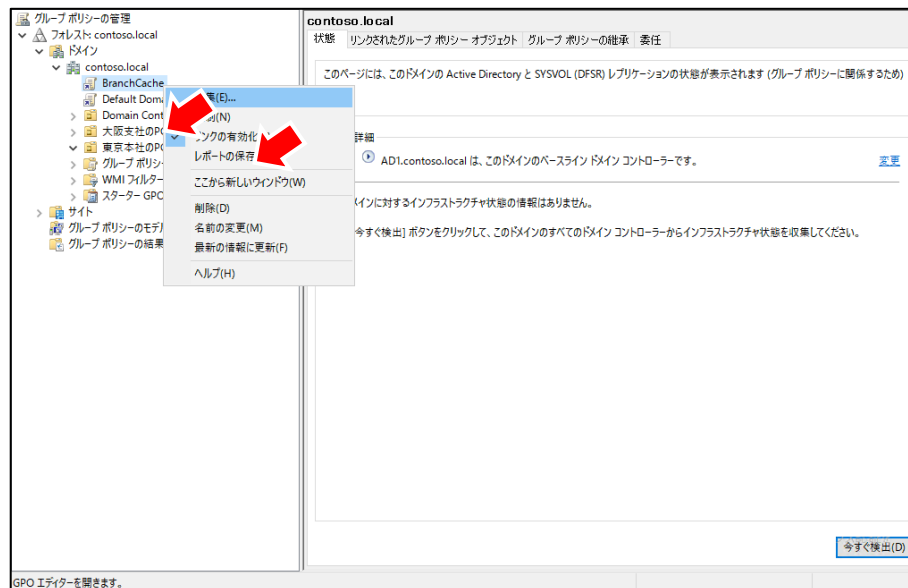 グループ ポリシーの管理
フォレスト: contoso.local
ドメイン
contoso.local
BranchCache
Default Doma
Domain Cont
大阪支社のPC
東京本社のPC
グループ ポリシー
WMI フィルター
スターター GPO
サイト
グループ ポリシーのモデル
グループ ポリシーの結果
(E)...
(N)
リンクの有効化
レポートの保存
ここから新しいウィンドウ(W)
削除(D)
名前の変更(M)
最新の情報に更新(F)
ヘルプ(H)
contoso.local
状態 リンクされたグループ ポリシー オブジェクト グループ ポリシーの継承 委任
このページには、このドメインの Active Directory と SYSVOL (DFSR) レプリケーションの状態が表示されます (グループ ポリシーに関係するため)
詳細
AD1.contoso.local は、このドメインのベースライン ドメイン コントローラーです。 変更
メインに対するインフラストラクチャ状態の情報はありません。
今すぐ検出] ボタンをクリックして、このドメインのすべてのドメイン コントローラーからインフラストラクチャ状態を収集してください。
今すぐ検出(D)
GPO エディターを開きます。